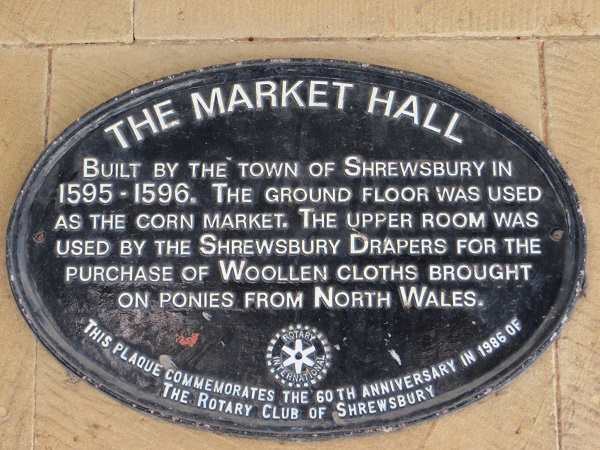 THE MARKET HALL
BUILT BY THE TOWN OF SHREWSBURY IN
1595-1596. THE GROUND FLOOR WAS USED
AS THE CORN MARKET. THE UPPER ROOM WAS
USED BY THE SHREWSBURY DRAPERS FOR THE
PURCHASE OF WOOLLEN CLOTHS BROUGHT
ON PONIES FROM NORTH WALES.
ROTARY
INTERNATIONAL
THIS PLAQUE COMMEMORATES THE 60TH ANNIVERSARY IN 1986 OF
THE ROTARY CLUB OF SHREWSBURY